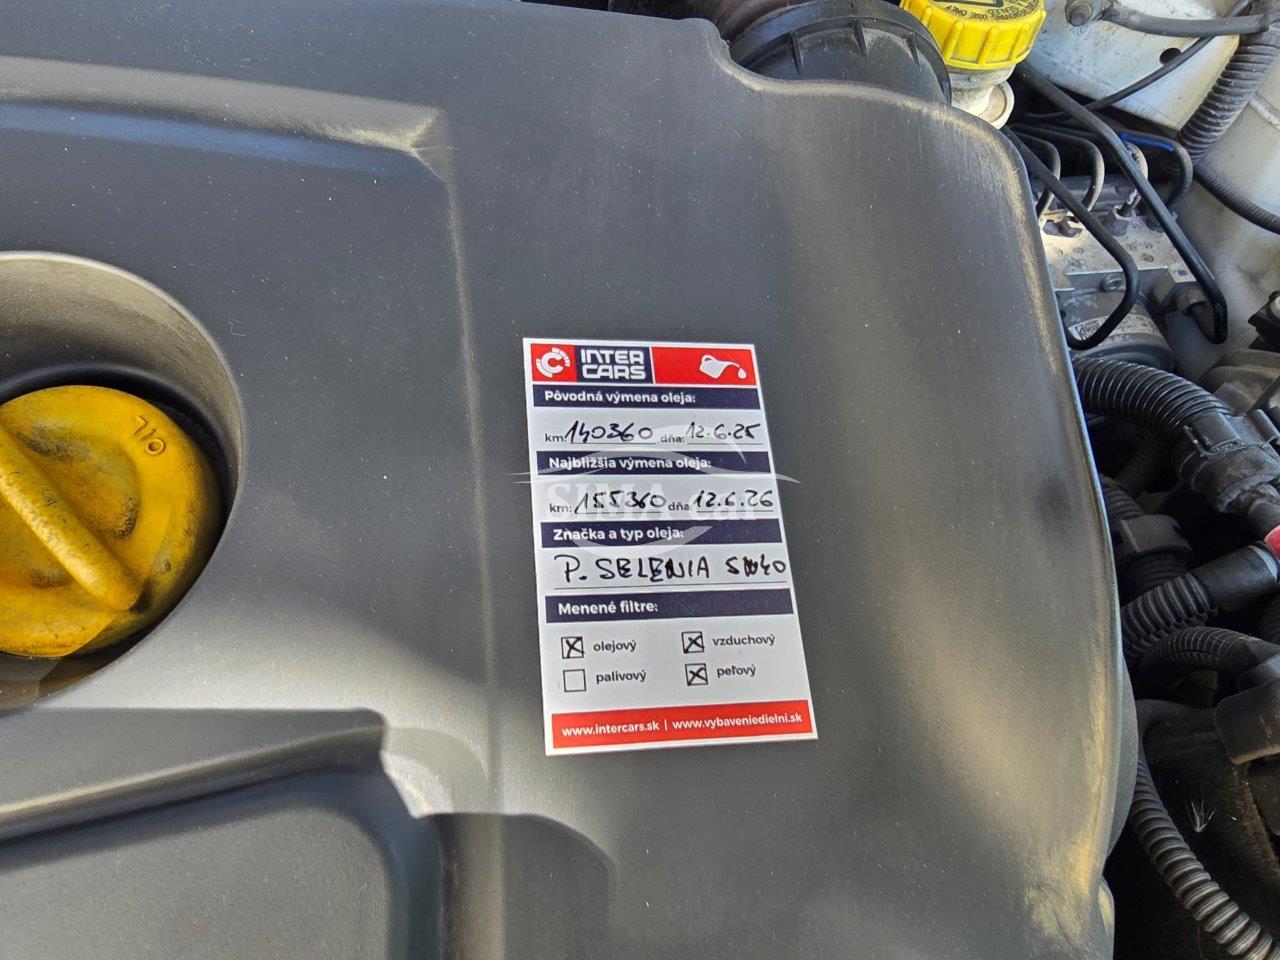 OIL
INTER
CARS
Pôvodná výmena oleja:
km: 140360 dňa: 12.6.25
Najbližšia výmena oleja:
km: 155360 dňa: 12.6.26
Značka a typ oleja:
P. SELENIA 5W40
Menené filtre:
olejový vzduchový
palivový peľový
www.intercars.sk | www.vybaveniedielni.sk